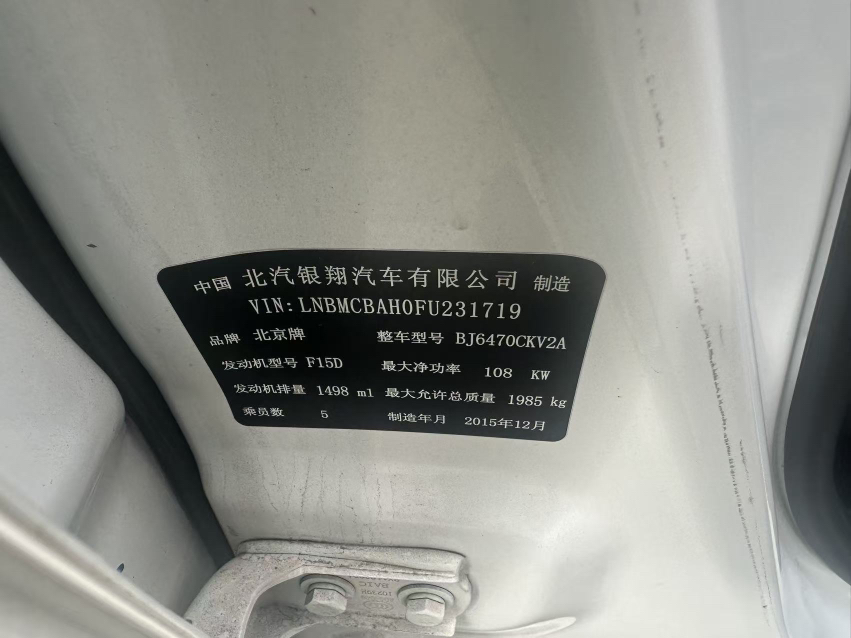 中国 北汽银翔汽车有限公司 制造
VIN: LNBMCBAH0FU231719
品牌 北京牌 整车型号 BJ6470CKV2A
发动机型号 F15D 最大净功率 108 KW
发动机排量 1498 ml 最大允许总质量 1985 kg
乘员数 5 制造年月 2015年12月
BAIC